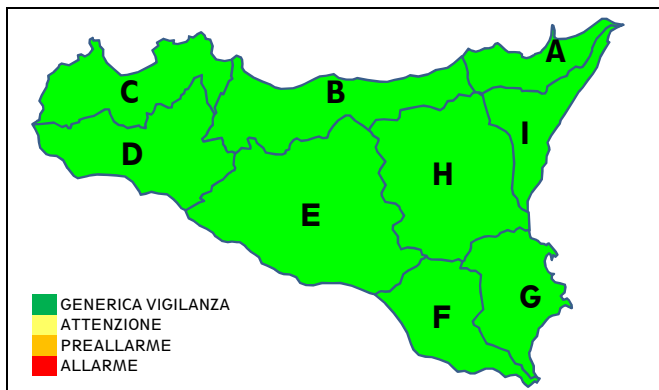 A
B
C
I
D
H
E
G
F
GENERICA VIGILANZA
ATTENZIONE
PREALLARME
ALLARME